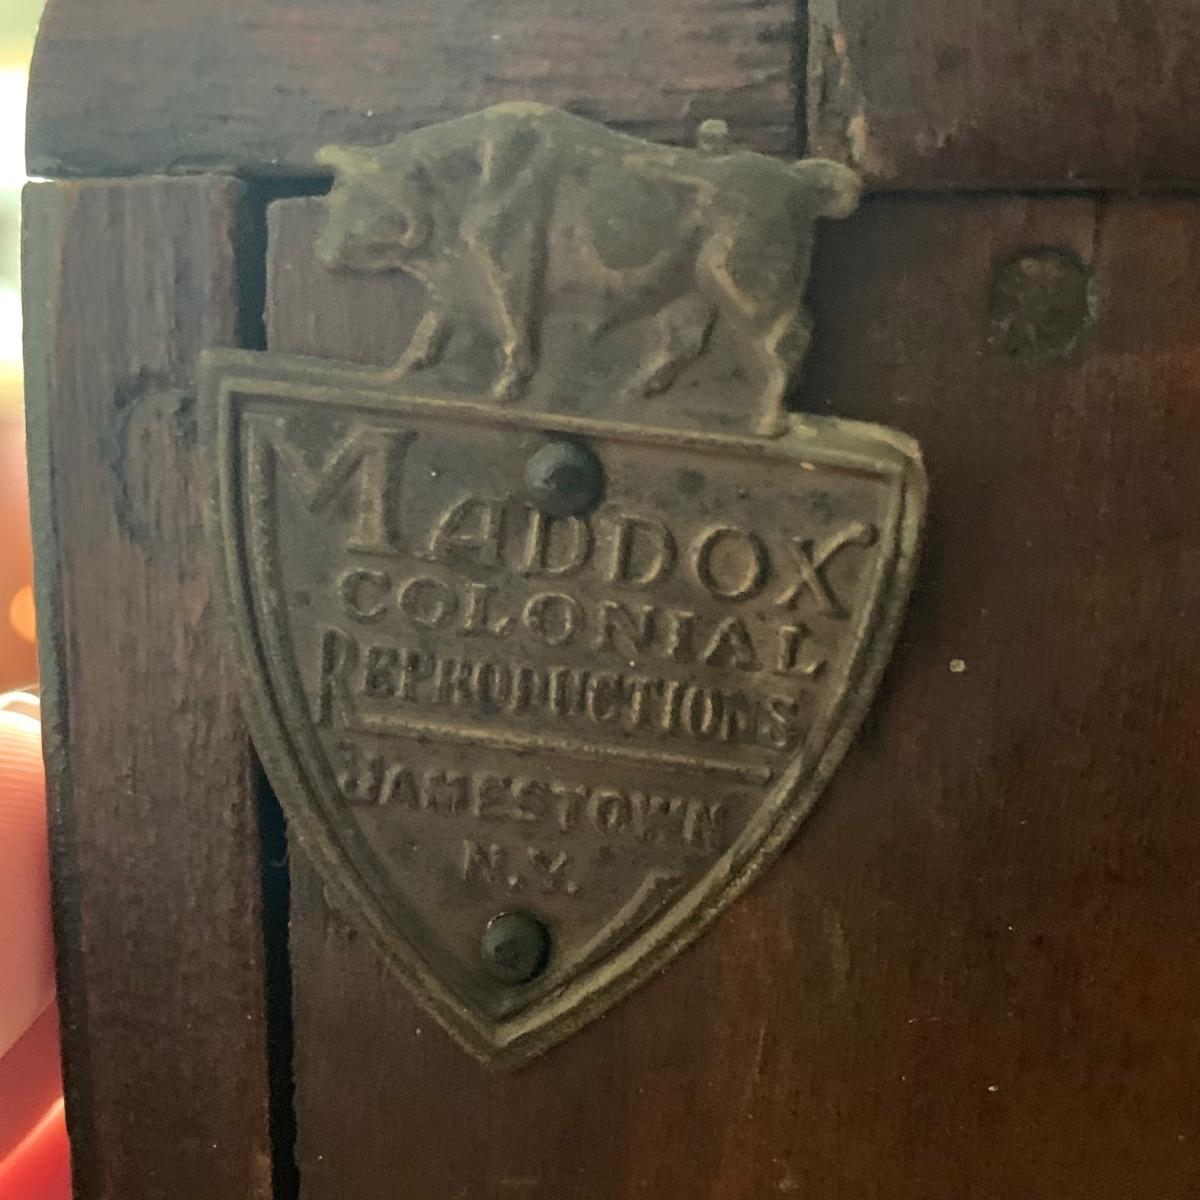 MADDOX
COLONIAL
REPRODUCTIONS
JAMESTOWN
N.Y.